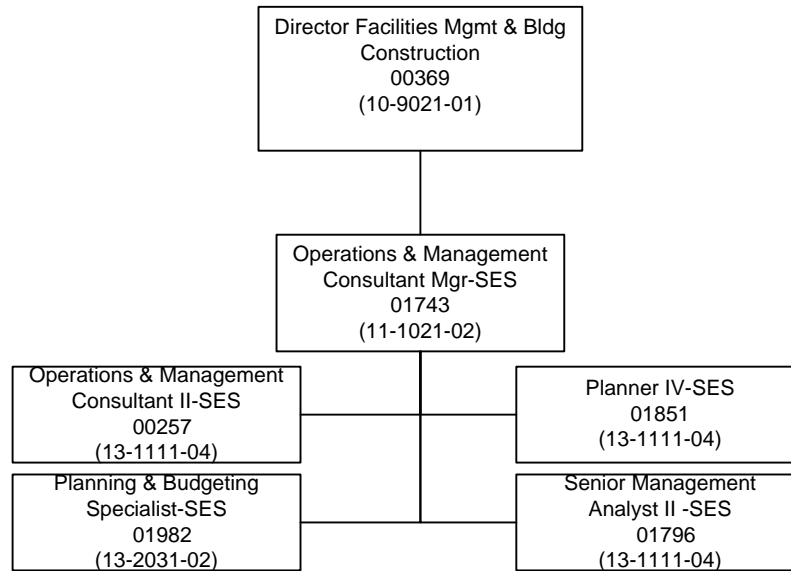 Director Facilities Mgmt & Bldg
Construction
00369
(10-9021-01)
Operations & Management
Consultant Mgr-SES
01743
(11-1021-02)
Operations & Management
Consultant II-SES
00257
(13-1111-04)
Planner IV-SES
01851
(13-1111-04)
Planning & Budgeting
Specialist-SES
01982
(13-2031-02)
Senior Management
Analyst II -SES
01796
(13-1111-04)